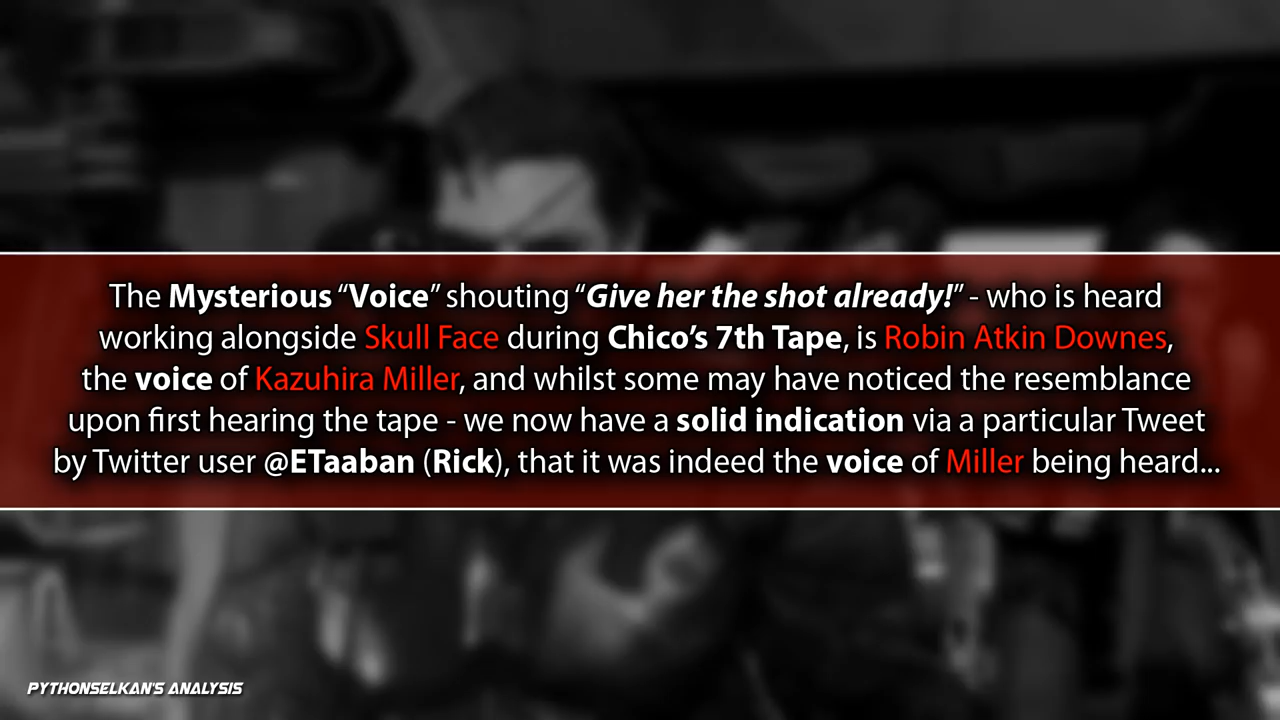 The Mysterious “Voice” shouting “Give her the shot already!” - who is heard
working alongside Skull Face during Chico’s 7th Tape, is Robin Atkin Downes,
the voice of Kazuhira Miller, and whilst some may have noticed the resemblance
upon first hearing the tape - we now have a solid indication via a particular Tweet
by Twitter user @ETaaban (Rick), that it was indeed the voice of Miller being heard...
PYTHONSELKAN'S ANALYSIS